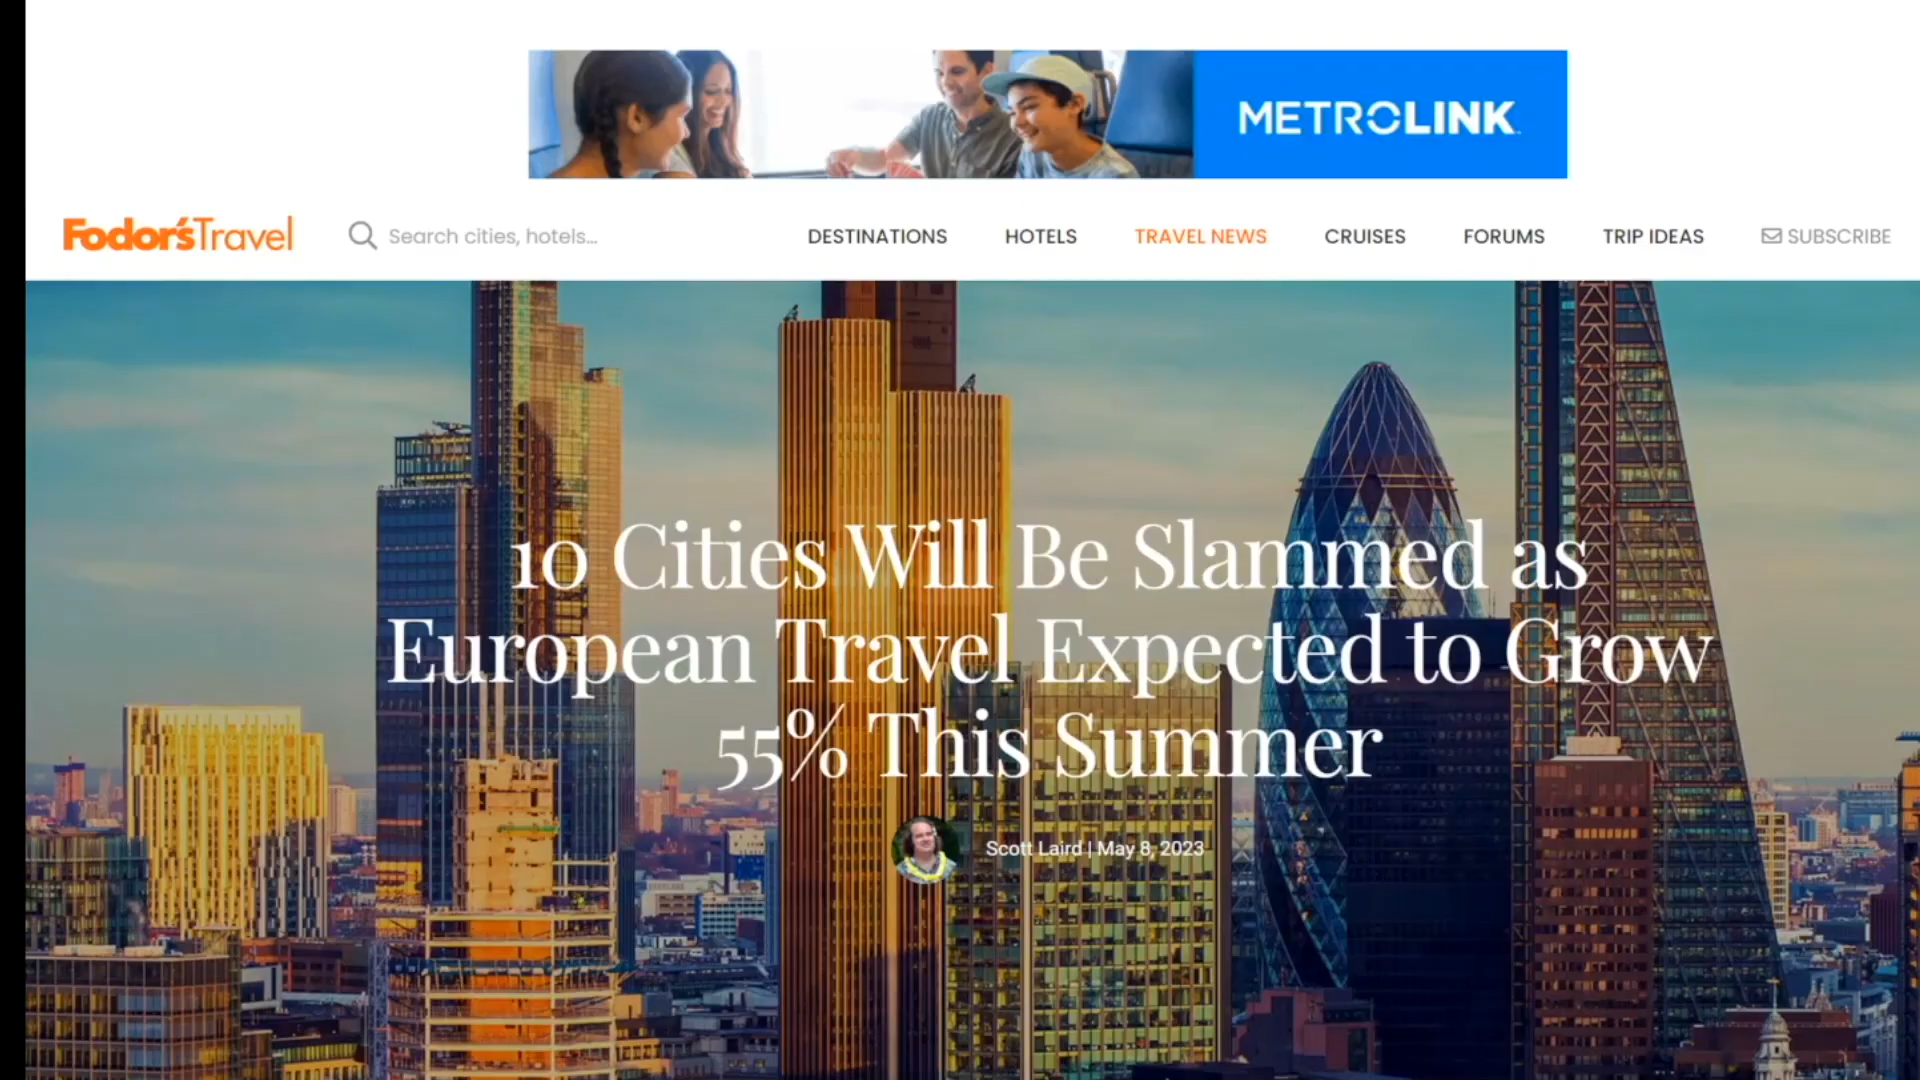 METROLINK
Fodor'sTravel
Search cities, hotels...
DESTINATIONS
HOTELS
TRAVEL NEWS
CRUISES
FORUMS
TRIP IDEAS
SUBSCRIBE
10 Cities Will Be Slammed as
European Travel Expected to Grow
55% This Summer
Scott Laird | May 8, 2023